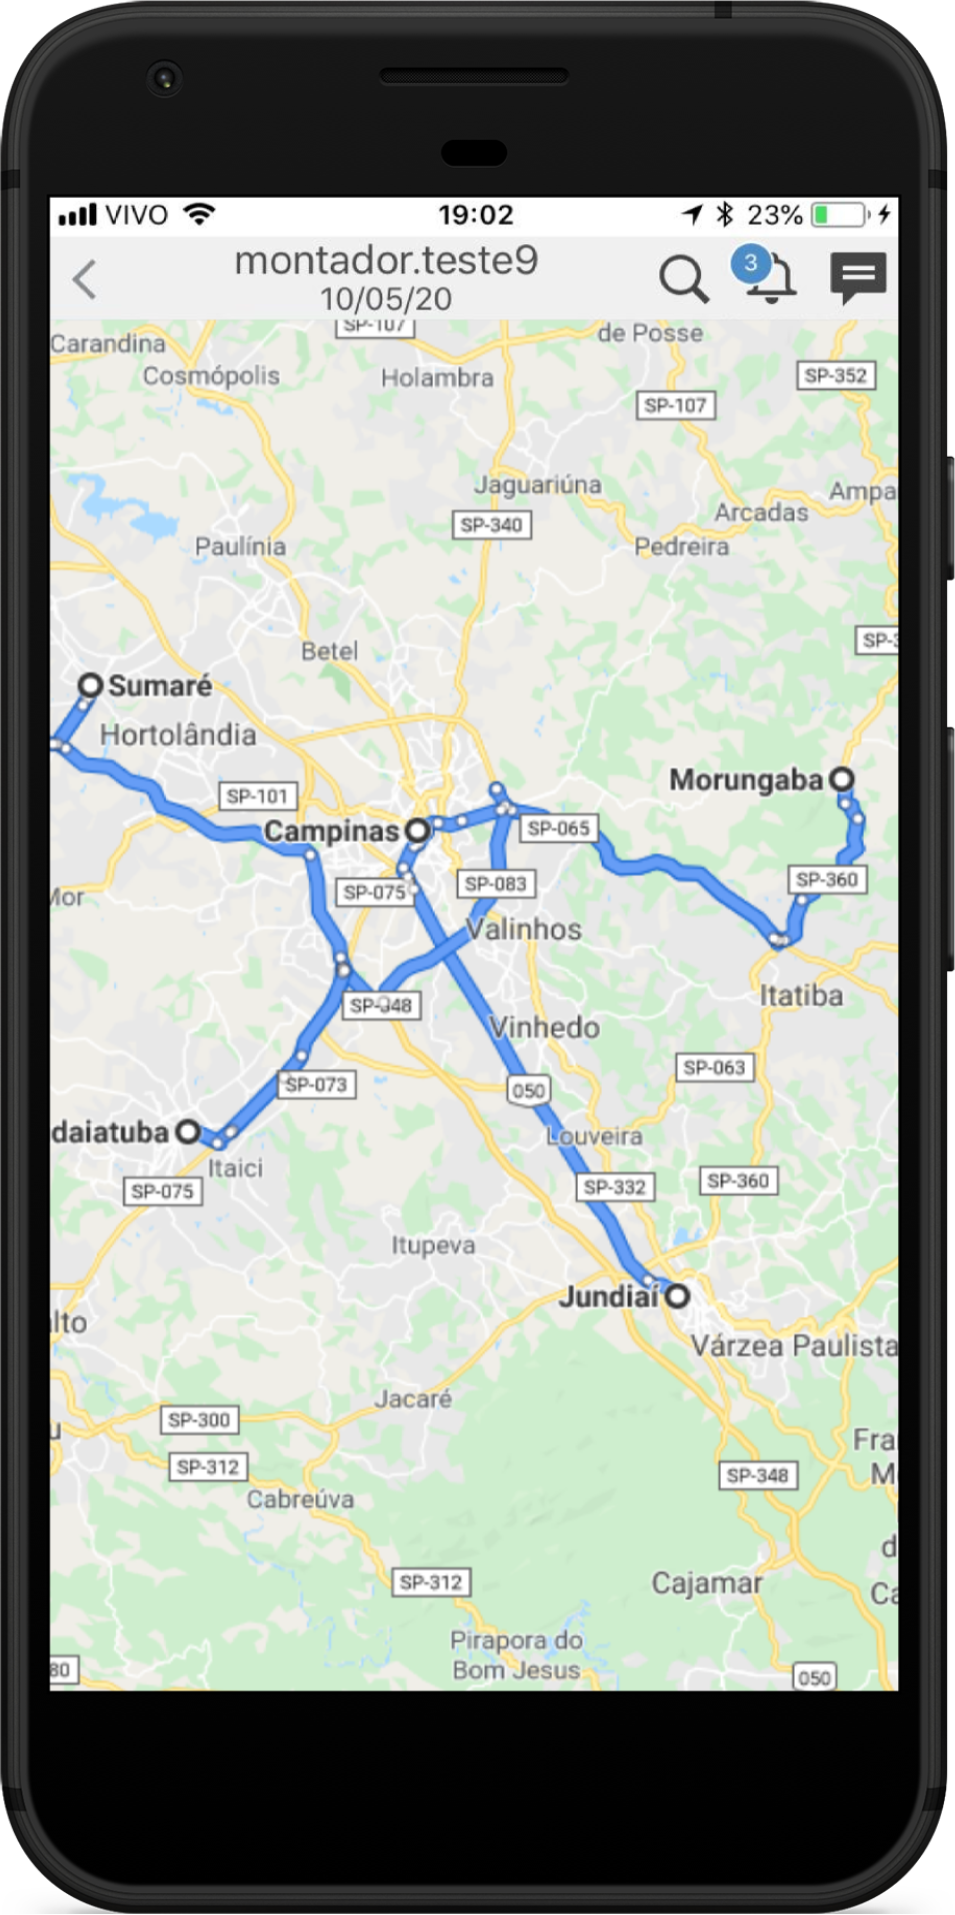 VIVO
19:02
23%
montador.teste9
10/05/20
3
SP-107
de Posse
Carandina
Cosmópolis
Holambra
SP-352
SP-107
Jaguariúna
Ampa
Arcadas
SP-340
Paulínia
Pedreira
SP-3
Betel
Sumaré
Hortolândia
Morungaba
SP-101
Campinas
SP-065
SP-360
SP-075
SP-083
Mor
Valinhos
Itatiba
SP-348
Vinhedo
SP-063
SP-073
050
daiatuba
Louveira
Itaici
SP-075
SP-332
SP-360
Itupeva
Jundiaí
lto
Várzea Paulista
Jacaré
SP-300
u
Fra
M
SP-312
SP-348
Cabreúva
d
SP-312
Cajamar
Ca
Pirapora do
Bom Jesus
80
050